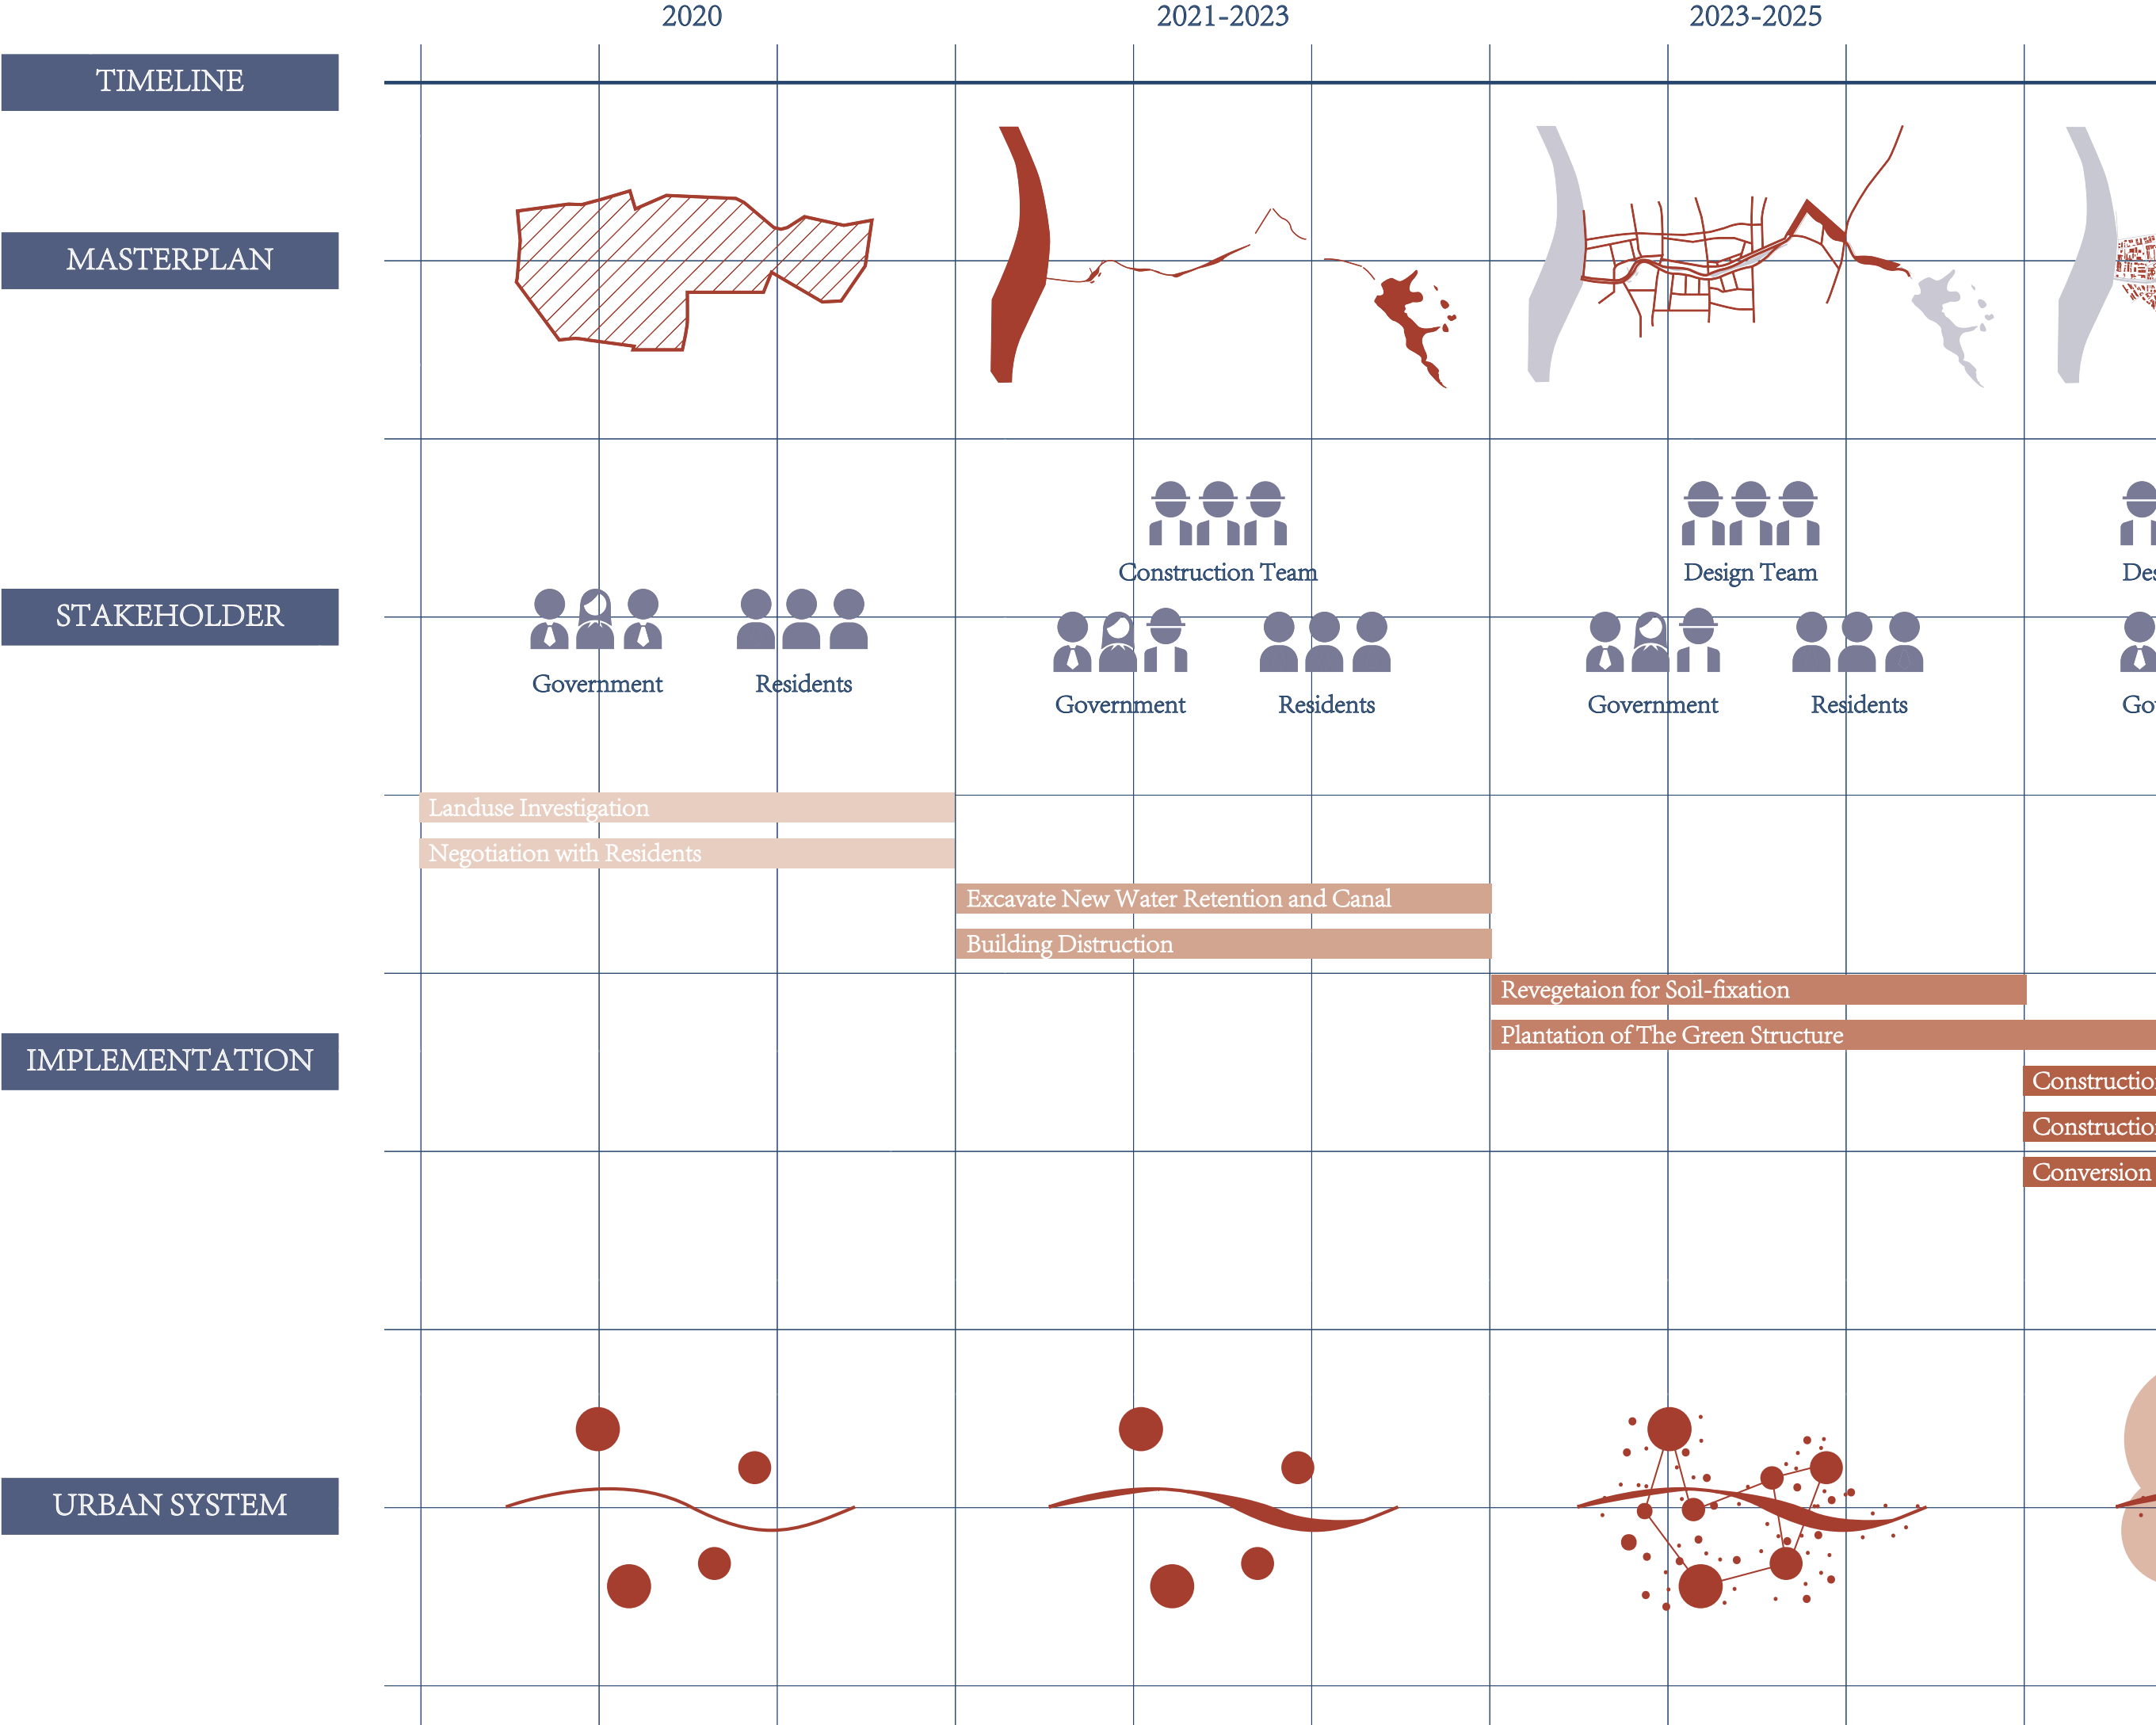 2020
2021-2023
2023-2025
TIMELINE
MASTERPLAN
Construction Team
Design Team
STAKEHOLDER
Government
Residents
Government
Residents
Government
Residents
Landuse Investigation
Negotiation with Residents
Excavate New Water Retention and Canal
Building Distruction
Revegetaion for Soil-fixation
Plantation of The Green Structure
IMPLEMENTATION
Conversion
URBAN SYSTEM